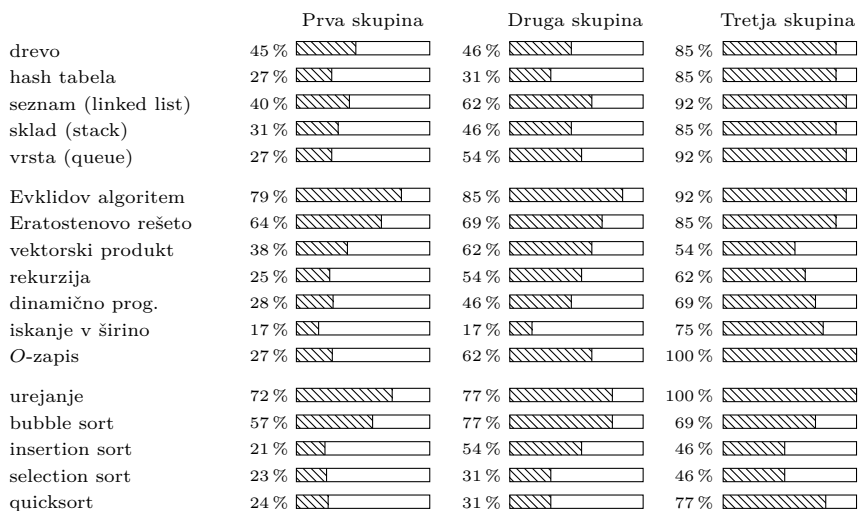 Prva skupina Druga skupina Tretja skupina
drevo 45 % 46 % 85 %
hash tabela 27 % 31 % 85 %
seznam (linked list) 40 % 62 % 92 %
sklad (stack) 31 % 46 % 85 %
vrsta (queue) 27 % 54 % 92 %
Evklidov algoritem 79 % 85 % 92 %
Eratostenovo rešeto 64 % 69 % 85 %
vektorski produkt 38 % 62 % 54 %
rekurzija 25 % 54 % 62 %
dinamično prog. 28 % 46 % 69 %
iskanje v širino 17 % 17 % 75 %
O-zapis 27 % 62 % 100 %
urejanje 72 % 77 % 100 %
bubble sort 57 % 77 % 69 %
insertion sort 21 % 54 % 46 %
selection sort 23 % 31 % 46 %
quicksort 24 % 31 % 77 %